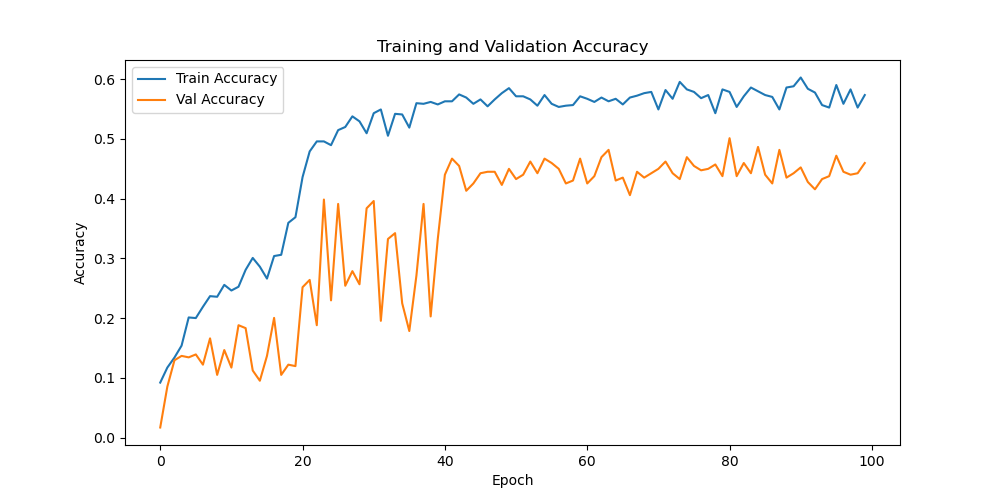 Training and Validation Accuracy
Train Accuracy
Val Accuracy
0.6
0.5
0.4
0.3
0.2
0.1
0.0
Accuracy
0 20 40 60 80 100
Epoch